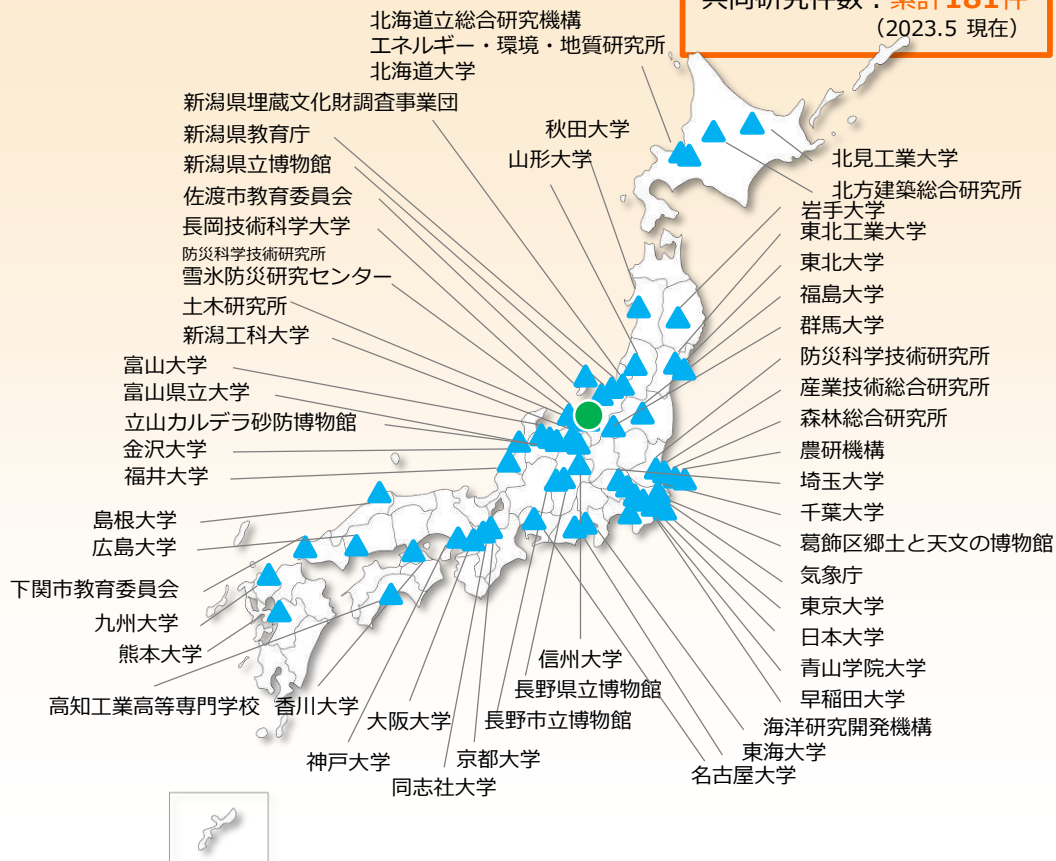 共同研究件数：累計181件
（2023.5 現在）
北海道立総合研究機構
エネルギー・環境・地質研究所
北海道大学
新潟県埋蔵文化財調査事業団
新潟県教育庁
新潟県立博物館
佐渡市教育委員会
長岡技術科学大学
防災科学技術研究所
雪氷防災研究センター
土木研究所
新潟工科大学
富山大学
富山県立大学
立山カルデラ砂防博物館
金沢大学
福井大学
島根大学
広島大学
下関市教育委員会
九州大学
熊本大学
高知工業高等専門学校
香川大学
神戸大学
大阪大学
同志社大学
京都大学
長野市立博物館
長野県立博物館
信州大学
秋田大学
山形大学
北見工業大学
北方建築総合研究所
岩手大学
東北工業大学
東北大学
福島大学
群馬大学
防災科学技術研究所
産業技術総合研究所
森林総合研究所
農研機構
埼玉大学
千葉大学
葛飾区郷土と天文の博物館
気象庁
東京大学
日本大学
青山学院大学
早稲田大学
海洋研究開発機構
東海大学
名古屋大学